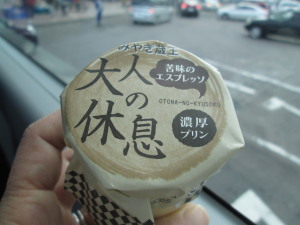 みやぎ蔵王
大人の休息
苦味の
エスプレッソ
OTONA-NO-KYUSOKU
濃厚
プリン